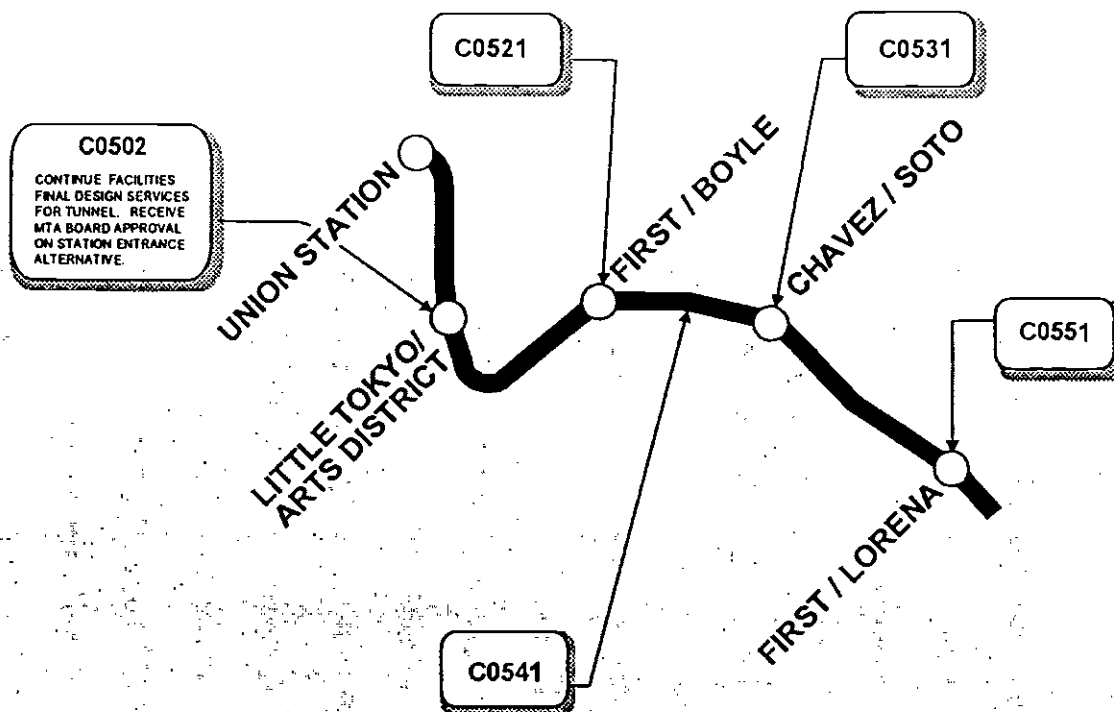 C0521
C0531
C0502
CONTINUE FACILITIES
FINAL DESIGN SERVICES
FOR TUNNEL. RECEIVE
MTA BOARD APPROVAL
ON STATION ENTRANCE
ALTERNATIVE.
UNION STATION
FIRST / BOYLE
CHAVEZ / SOTO
C0551
LITTLE TOKYO/
ARTS DISTRICT
FIRST / LORENA
C0541